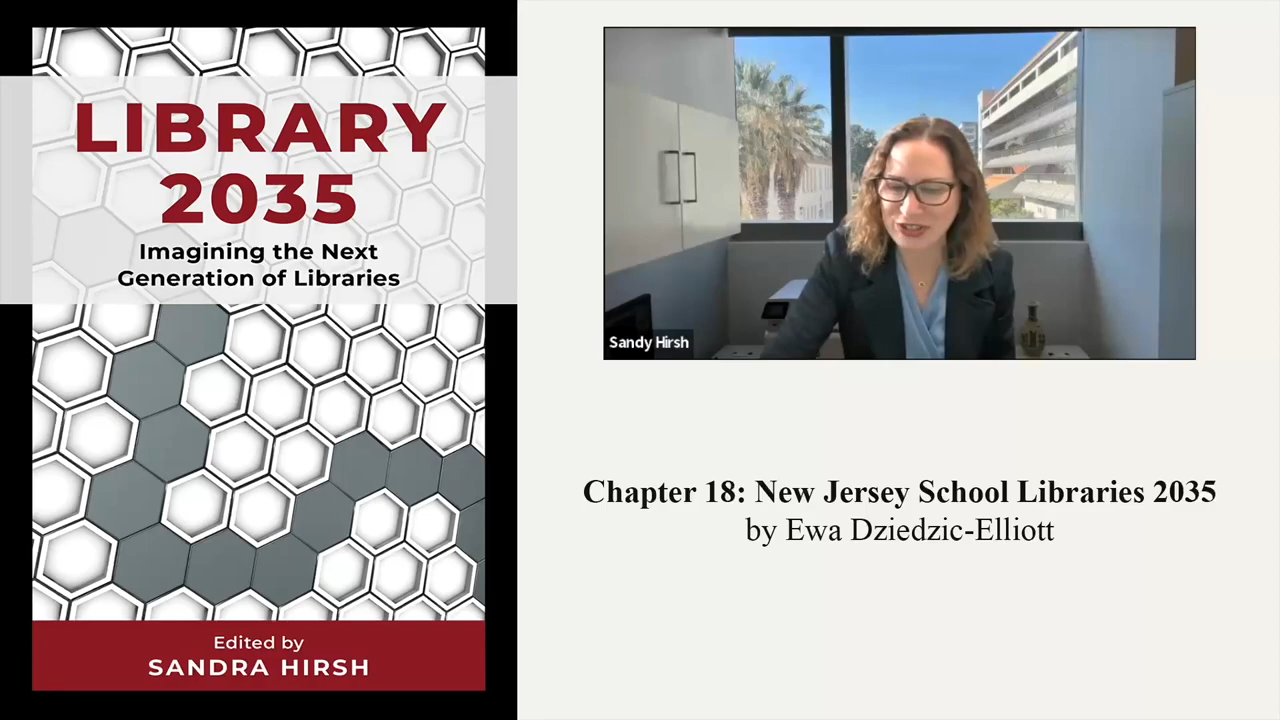 LIBRARY
2035
Imagining the Next
Generation of Libraries
Edited by
SANDRA HIRSH
Sandy Hirsh
Chapter 18: New Jersey School Libraries 2035
by Ewa Dziedzic-Elliott